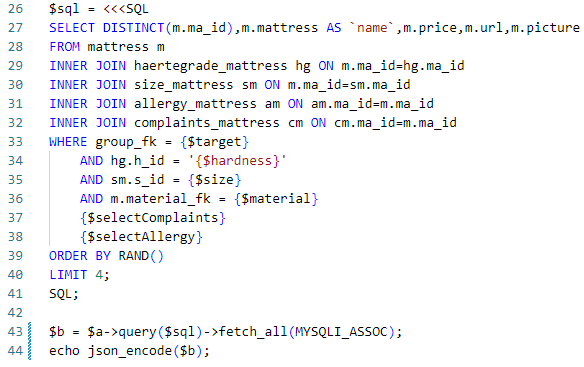 26 $sql = <<<SQL
27 SELECT DISTINCT(m.ma_id),m.mattress AS `name`,m.price,m.url,m.picture
28 FROM mattress m
29 INNER JOIN haertegrade_mattress hg ON m.ma_id=hg.ma_id
30 INNER JOIN size_mattress sm ON m.ma_id=sm.ma_id
31 INNER JOIN allergy_mattress am ON am.ma_id=m.ma_id
32 INNER JOIN complaints_mattress cm ON cm.ma_id=m.ma_id
33 WHERE group_fk = {$target}
34     AND hg.h_id = '{$hardness}'
35     AND sm.s_id = {$size}
36     AND m.material_fk = {$material}
37     {$selectComplaints}
38     {$selectAllergy}
39 ORDER BY RAND()
40 LIMIT 4;
41 SQL;
42
43 $b = $a->query($sql)->fetch_all(MYSQLI_ASSOC);
44 echo json_encode($b);